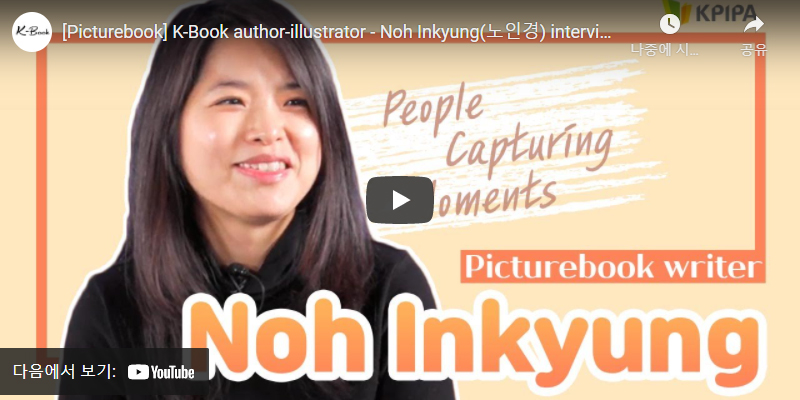 K-Book
[Picturebook] K-Book author-illustrator - Noh Inkyung(노인경) intervi...
KPIPA
나중에 시...
공유
People
Capturing
Moments
Picturebook writer
Noh Inkyung
다음에서 보기: YouTube